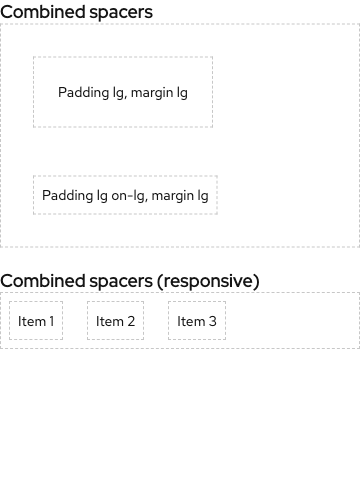 Combined spacers
Padding lg, margin lg
Padding lg on-lg, margin lg
Combined spacers (responsive)
Item 1
Item 2
Item 3